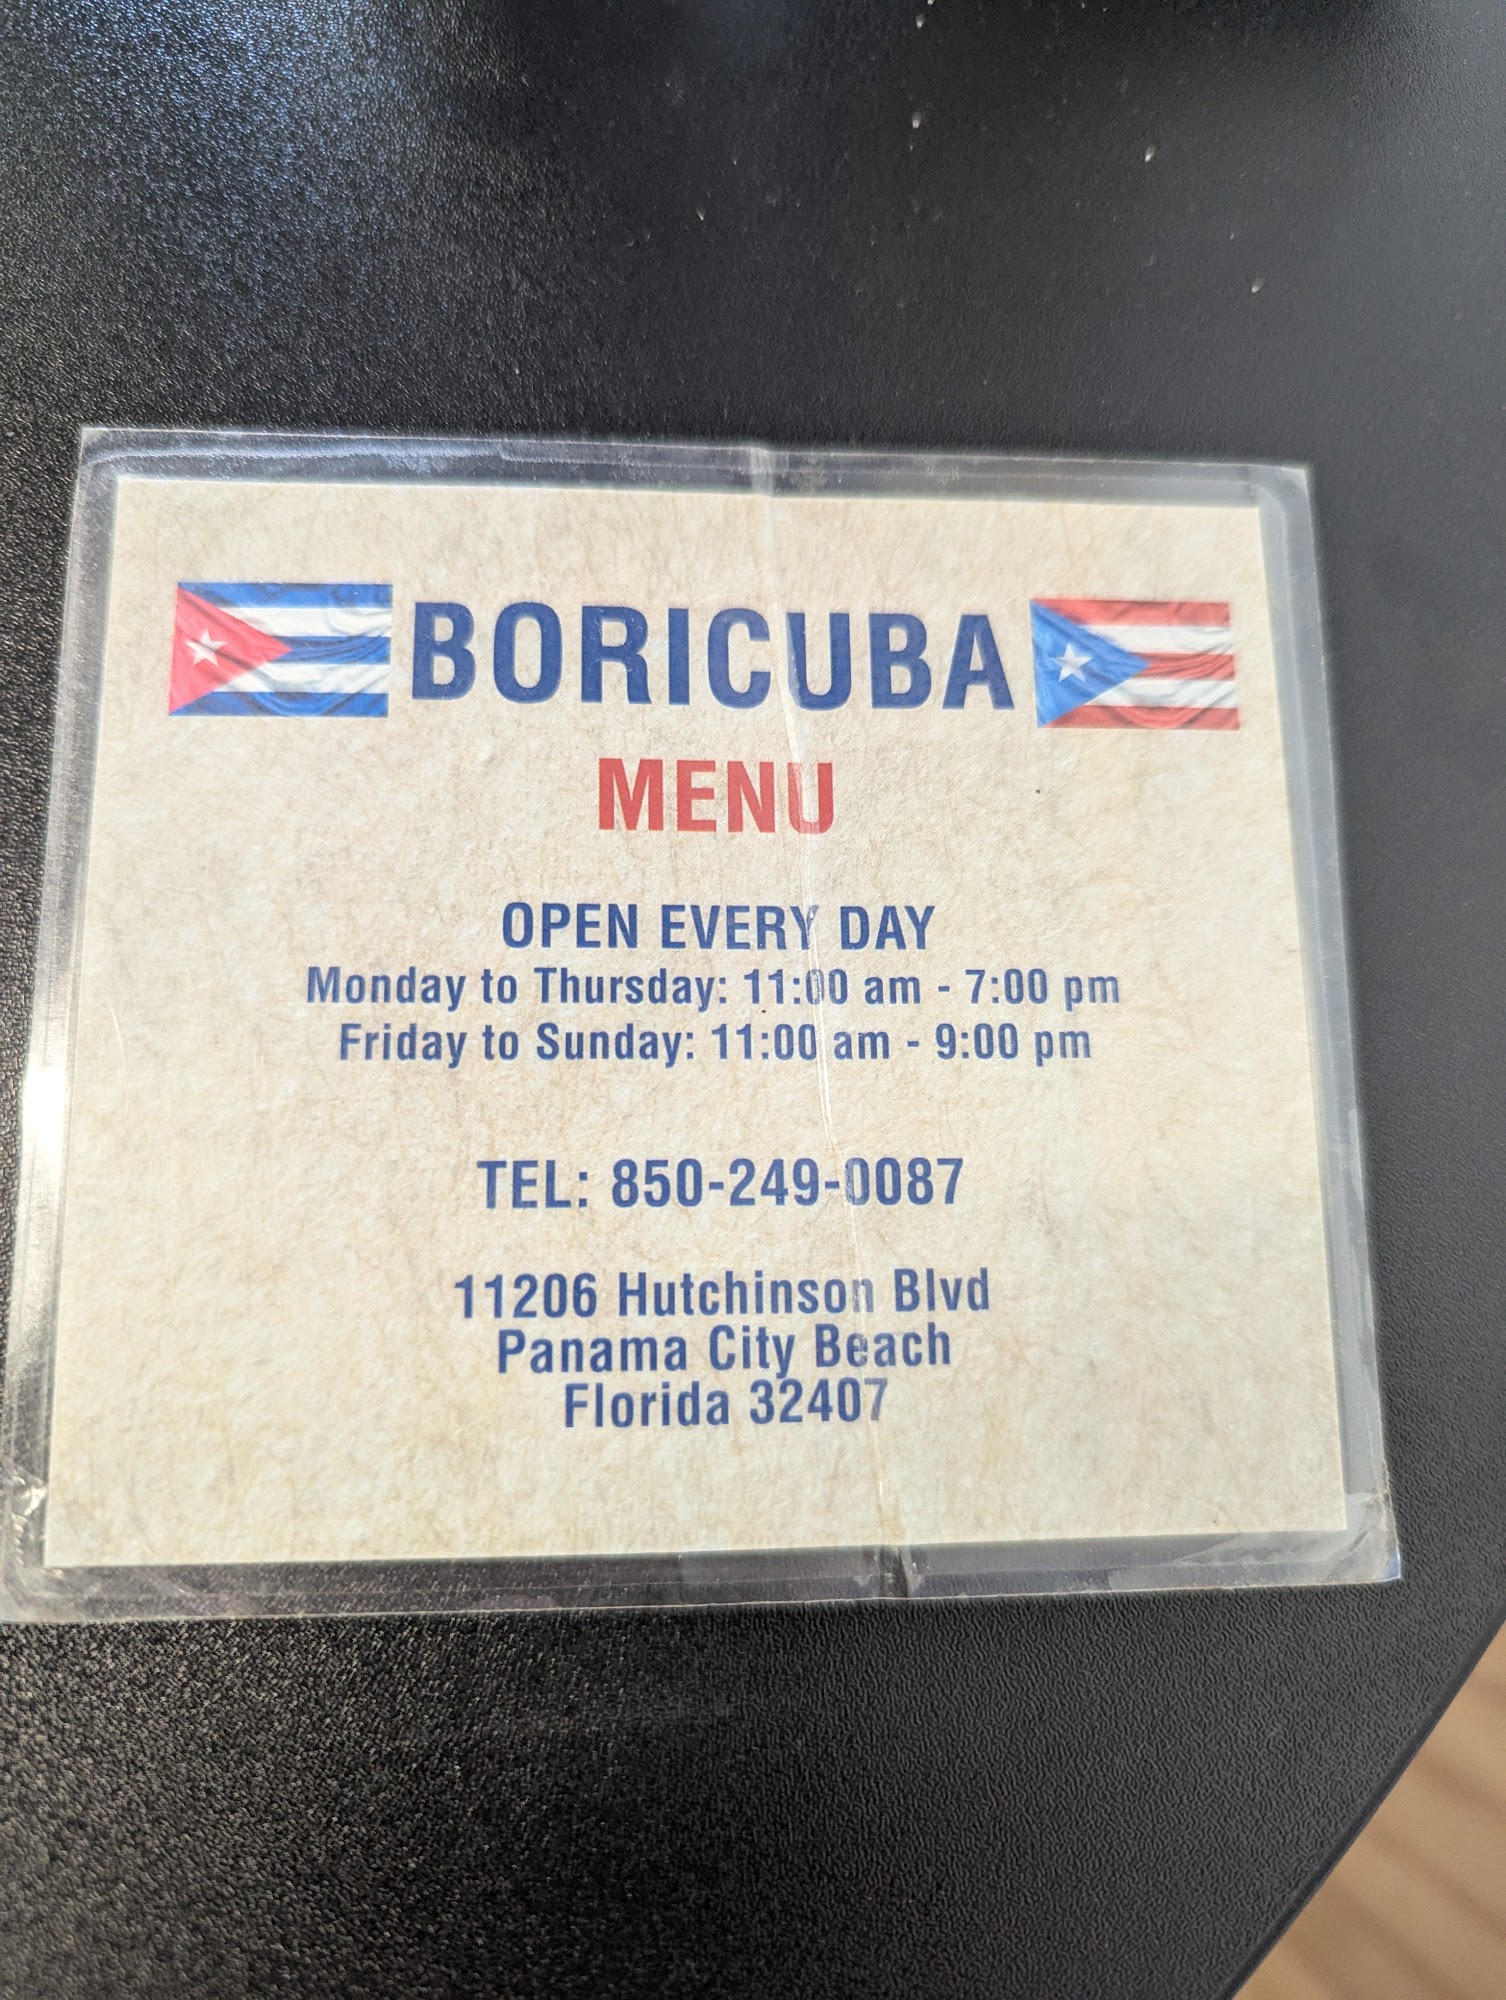 BORICUBA
MENU
OPEN EVERY DAY
Monday to Thursday: 11:00 am - 7:00 pm
Friday to Sunday: 11:00 am - 9:00 pm
TEL: 850-249-0087
11206 Hutchinson Blvd
Panama City Beach
Florida 32407